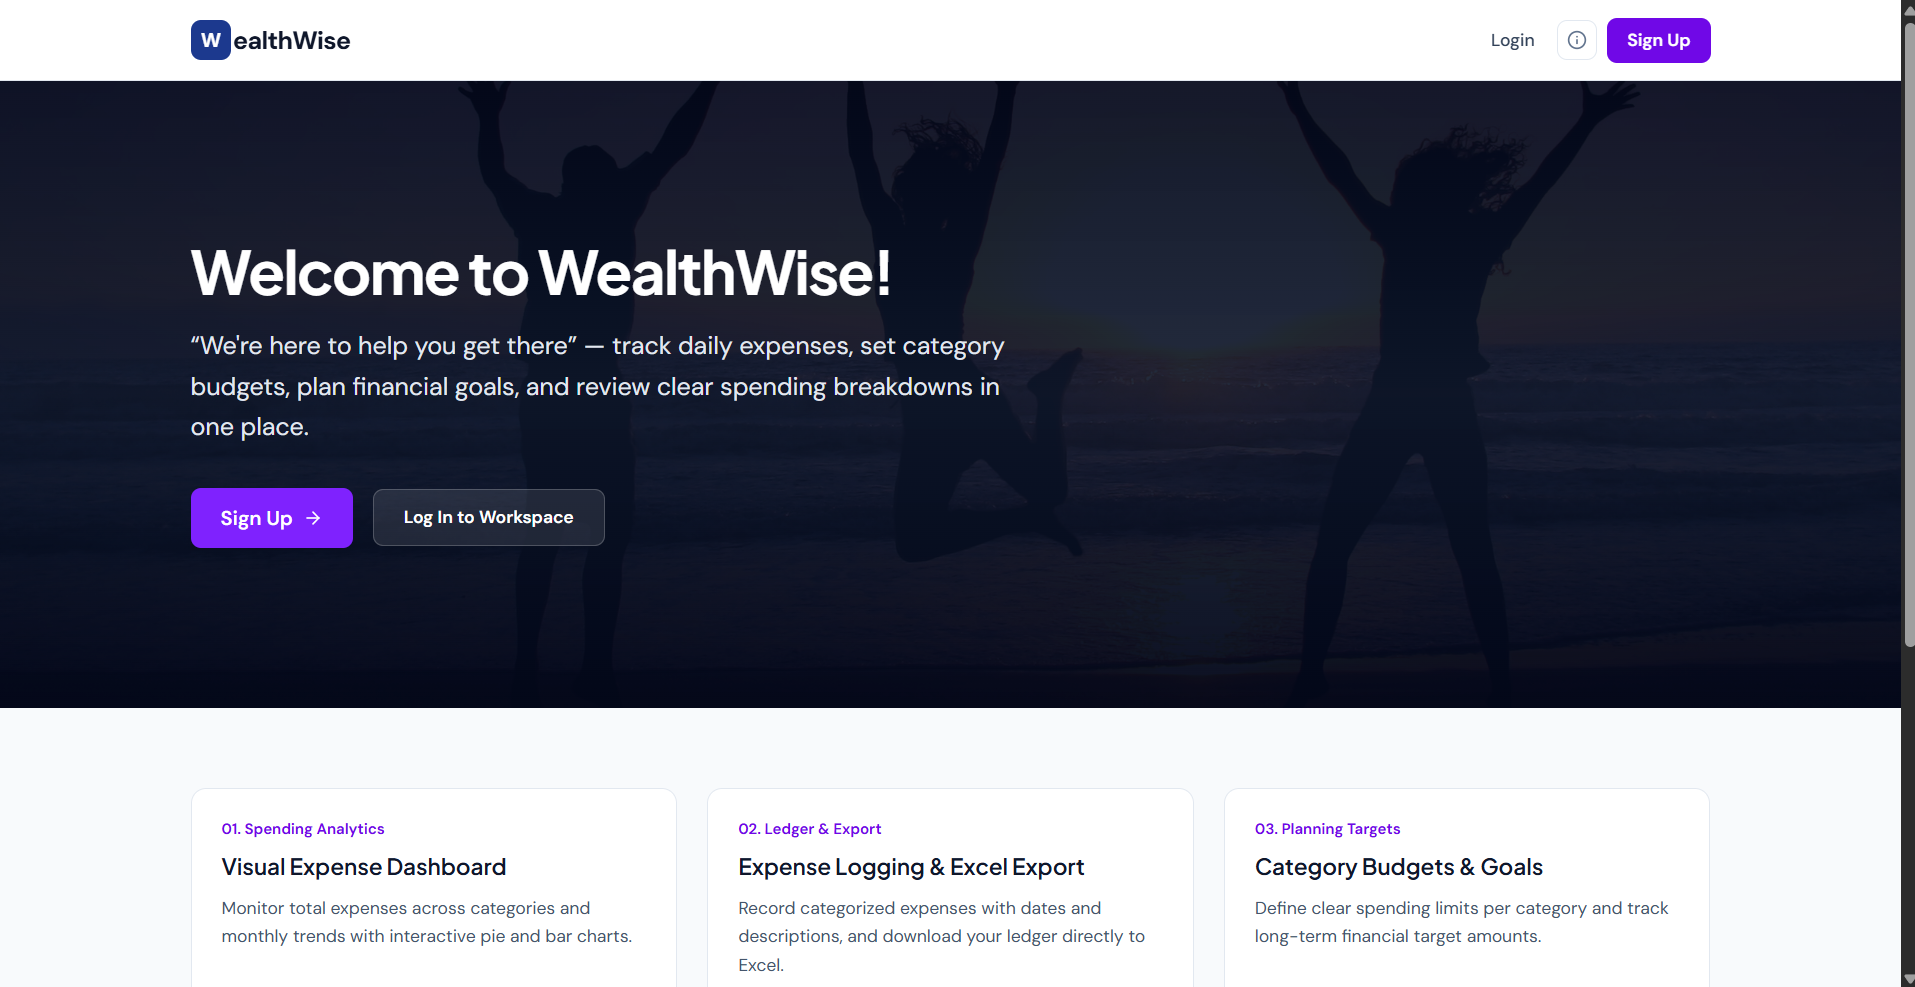 WealthWise
Login
Sign Up
Welcome to WealthWise!
“We're here to help you get there” — track daily expenses, set category
budgets, plan financial goals, and review clear spending breakdowns in
one place.
Sign Up →
Log In to Workspace
01. Spending Analytics
Visual Expense Dashboard
Monitor total expenses across categories and
monthly trends with interactive pie and bar charts.
02. Ledger & Export
Expense Logging & Excel Export
Record categorized expenses with dates and
descriptions, and download your ledger directly to
Excel.
03. Planning Targets
Category Budgets & Goals
Define clear spending limits per category and track
long-term financial target amounts.